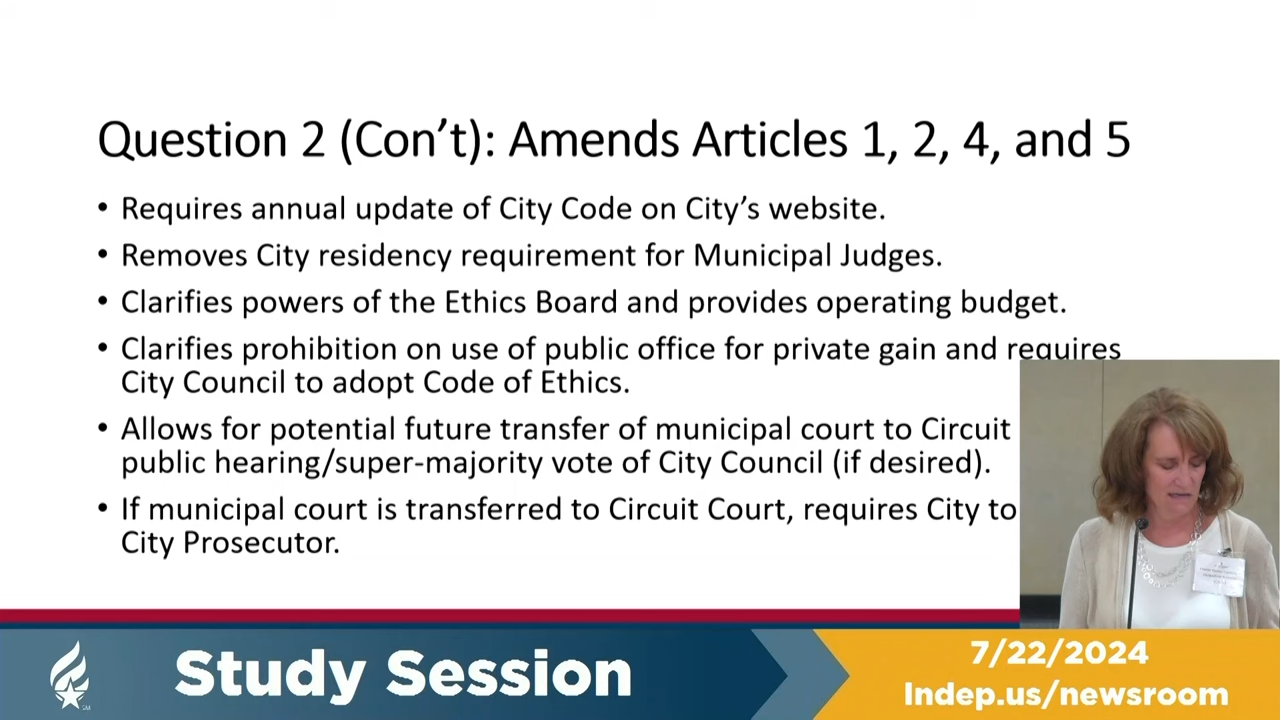 Question 2 (Con’t): Amends Articles 1, 2, 4, and 5
• Requires annual update of City Code on City’s website.
• Removes City residency requirement for Municipal Judges.
• Clarifies powers of the Ethics Board and provides operating budget.
• Clarifies prohibition on use of public office for private gain and requires
City Council to adopt Code of Ethics.
• Allows for potential future transfer of municipal court to Circuit
public hearing/super-majority vote of City Council (if desired).
• If municipal court is transferred to Circuit Court, requires City to
City Prosecutor.
Study Session
7/22/2024
Indep.us/newsroom